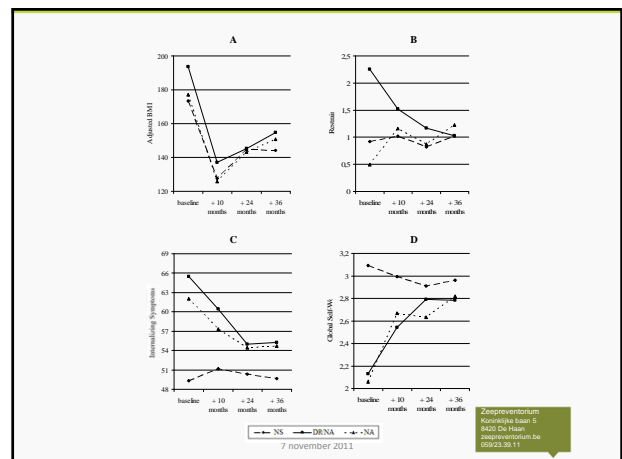 A
200
180
160
140
120
Adjusted BMI
baseline
+ 10 months
+ 24 months
+ 36 months
B
2,5
2
1,5
1
0,5
0
Restrain
baseline
+ 10 months
+ 24 months
+ 36 months
C
69
66
63
60
57
54
51
48
Internalizing Symptoms
baseline
+ 10 months
+ 24 months
+ 36 months
D
3,2
3
2,8
2,6
2,4
2,2
2
Global Self-Wc
baseline
+ 10 months
+ 24 months
+ 36 months
NS DR/NA NA
7 november 2011
Zeepreventorium
Koninklijke baan 5
8420 De Haan
zeepreventorium.be
059/23.39.11